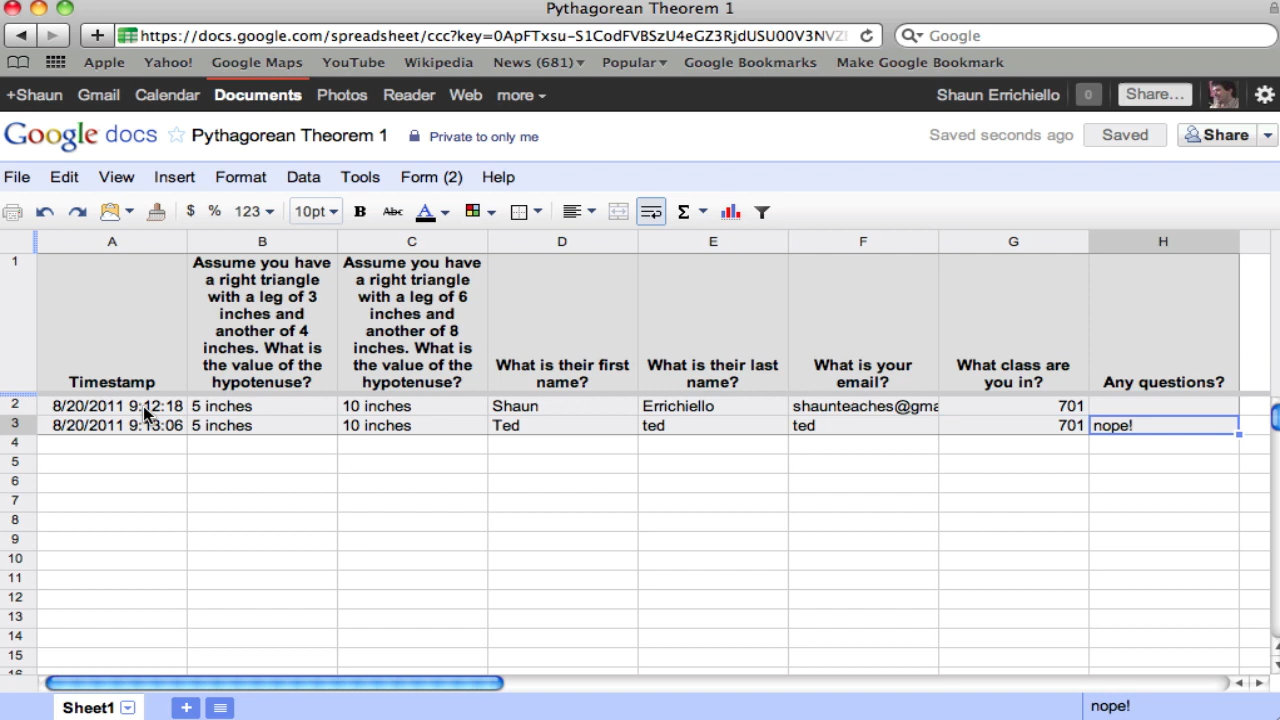 Pythagorean Theorem 1
https://docs.google.com/spreadsheet/ccc?key=0ApFTxsu-S1CodFVBSzU4eGZ3RjdUSU00V3NVZ
Google
Apple Yahoo! Google Maps YouTube Wikipedia News (681) Popular Google Bookmarks Make Google Bookmark
+Shaun Gmail Calendar Documents Photos Reader Web more Shaun Errichiello 0 Share...
Google docs Pythagorean Theorem 1 Private to only me Saved seconds ago Saved Share
File Edit View Insert Format Data Tools Form (2) Help
$ % 123 10pt B Abc A Σ
A B C D E F G H
1
Timestamp
Assume you have
a right triangle
with a leg of 3
inches and
another of 4
inches. What is
the value of the
hypotenuse?
Assume you have
a right triangle
with a leg of 6
inches and
another of 8
inches. What is
the value of the
hypotenuse?
What is their first
name?
What is their last
name?
What is your
email?
What class are
you in?
Any questions?
2 8/20/2011 9:12:18 5 inches 10 inches Shaun Errichiello shaunteaches@gma 701
3 8/20/2011 9:13:06 5 inches 10 inches Ted ted ted 701 nope!
4
5
6
7
8
9
10
11
12
13
14
15
16
Sheet1 + nope!